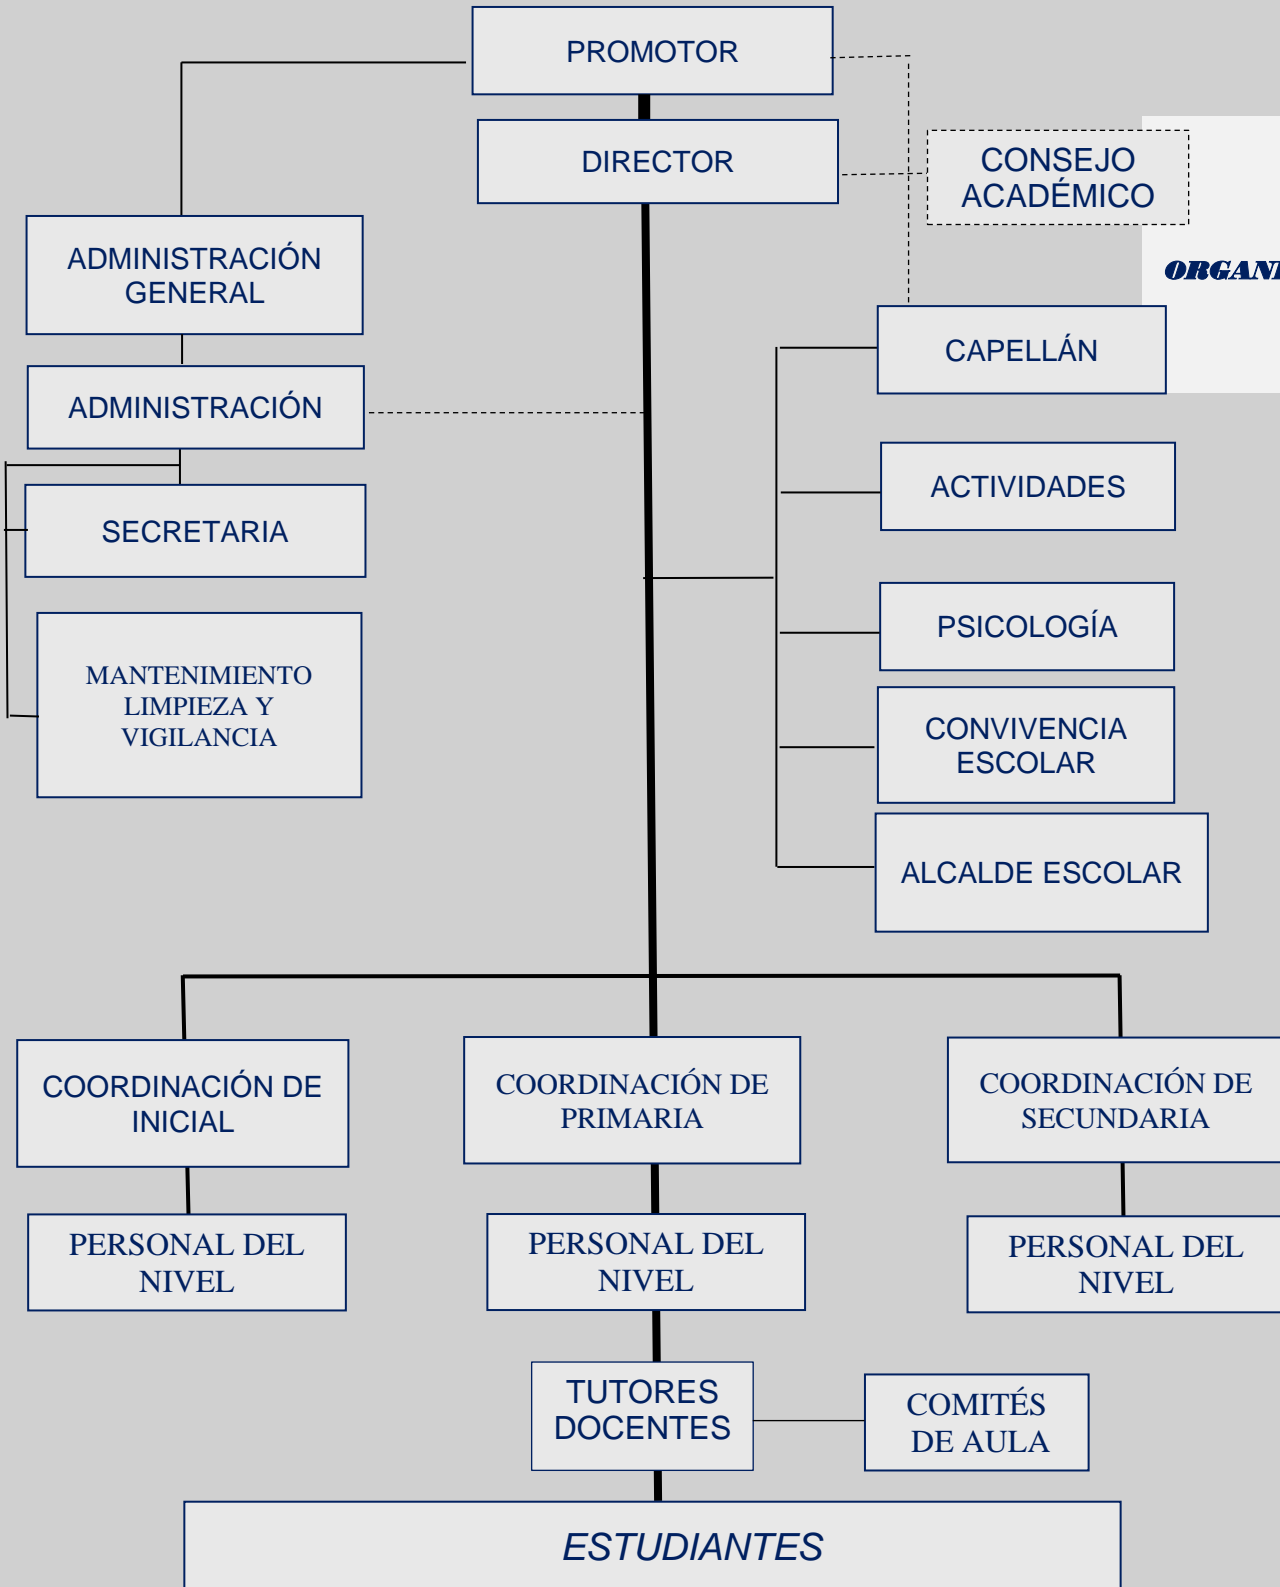 PROMOTOR
DIRECTOR
CONSEJO
ACADÉMICO
ADMINISTRACIÓN
GENERAL
CAPELLÁN
ADMINISTRACIÓN
ACTIVIDADES
SECRETARIA
PSICOLOGÍA
MANTENIMIENTO
LIMPIEZA Y
VIGILANCIA
CONVIVENCIA
ESCOLAR
ALCALDE ESCOLAR
COORDINACIÓN DE
INICIAL
COORDINACIÓN DE
PRIMARIA
COORDINACIÓN DE
SECUNDARIA
PERSONAL DEL
NIVEL
PERSONAL DEL
NIVEL
PERSONAL DEL
NIVEL
TUTORES
DOCENTES
COMITÉS
DE AULA
ESTUDIANTES